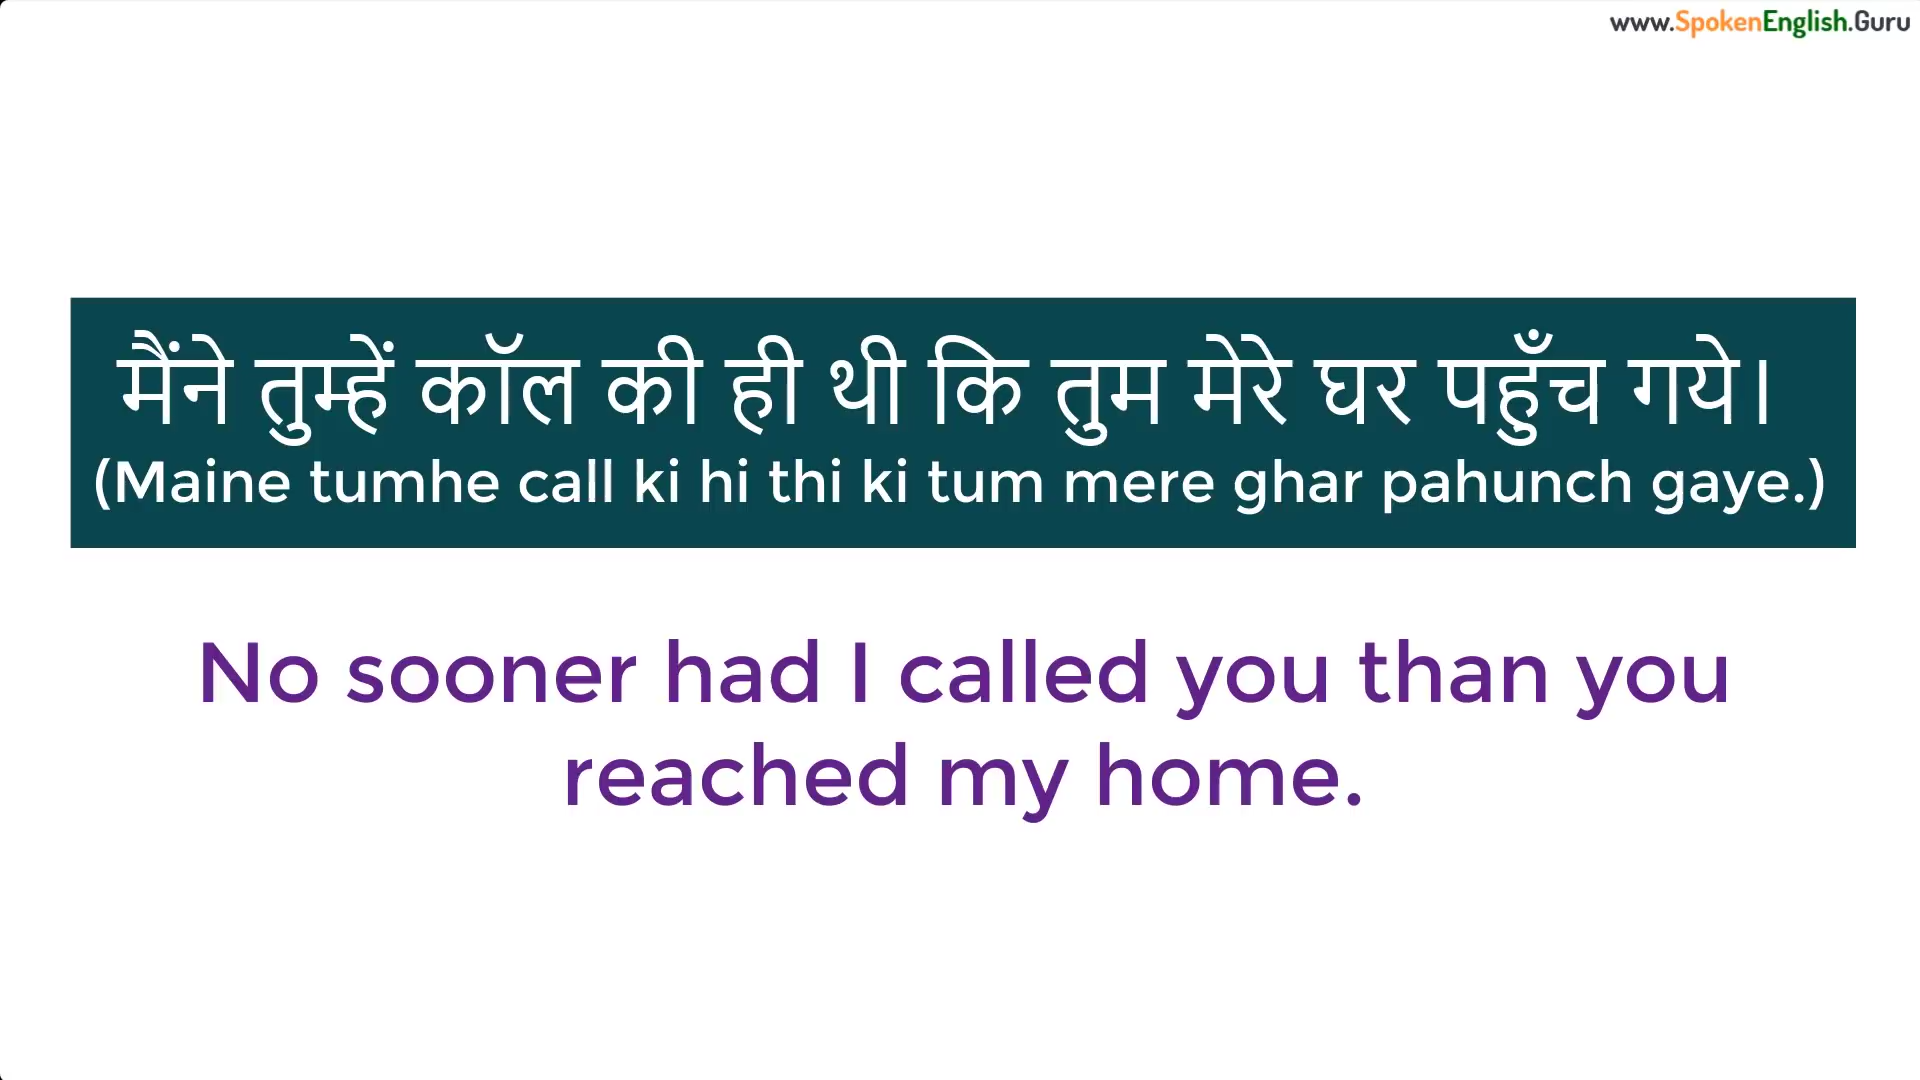 www.SpokenEnglish.Guru
मैंने तुम्हें कॉल की ही थी कि तुम मेरे घर पहुँच गये।
(Maine tumhe call ki hi thi ki tum mere ghar pahunch gaye.)
No sooner had I called you than you
reached my home.